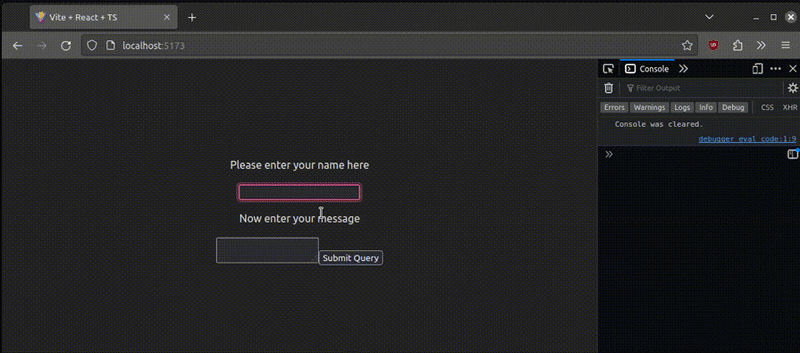 Vite + React + TS
localhost:5173
Console
Filter Output
Errors Warnings Logs Info Debug CSS XHR
Console was cleared.
debugger eval code:1:9
Please enter your name here
Now enter your message
Submit Query